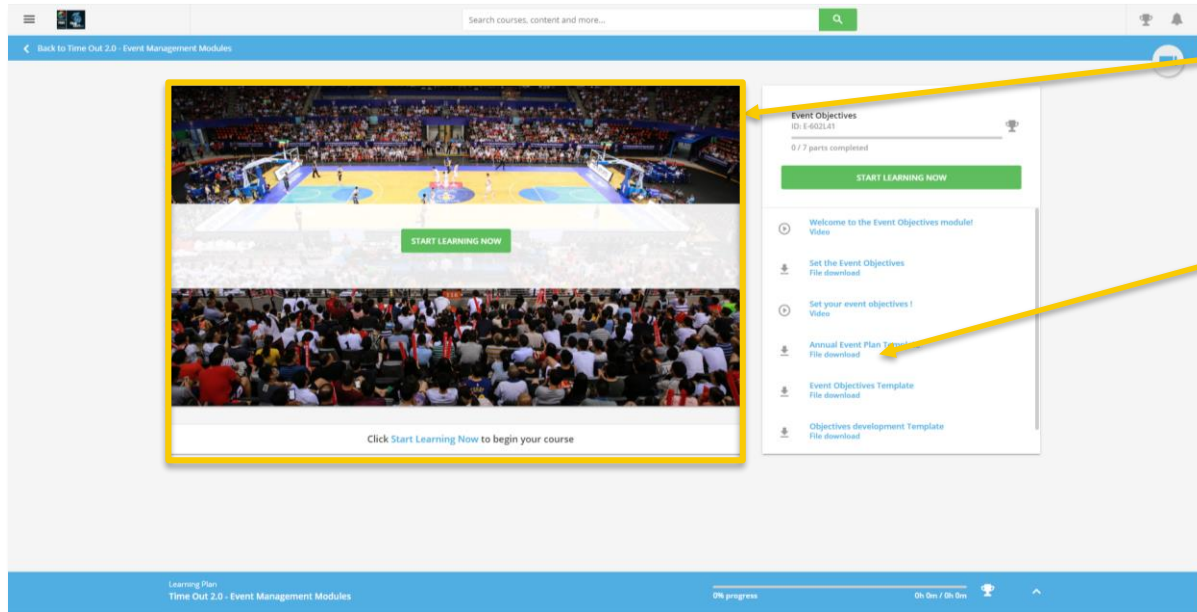 Search courses, content and more...
Back to Time Out 2.0 - Event Management Modules
START LEARNING NOW
Click Start Learning Now to begin your course
Event Objectives
ID: E-602L41
0 / 7 parts completed
START LEARNING NOW
Welcome to the Event Objectives module!
Video
Set the Event Objectives
File download
Set your event objectives !
Video
Annual Event Plan Template
File download
Event Objectives Template
File download
Objectives development Template
File download
Learning Plan
Time Out 2.0 - Event Management Modules
0% progress
0h 0m / 0h 0m